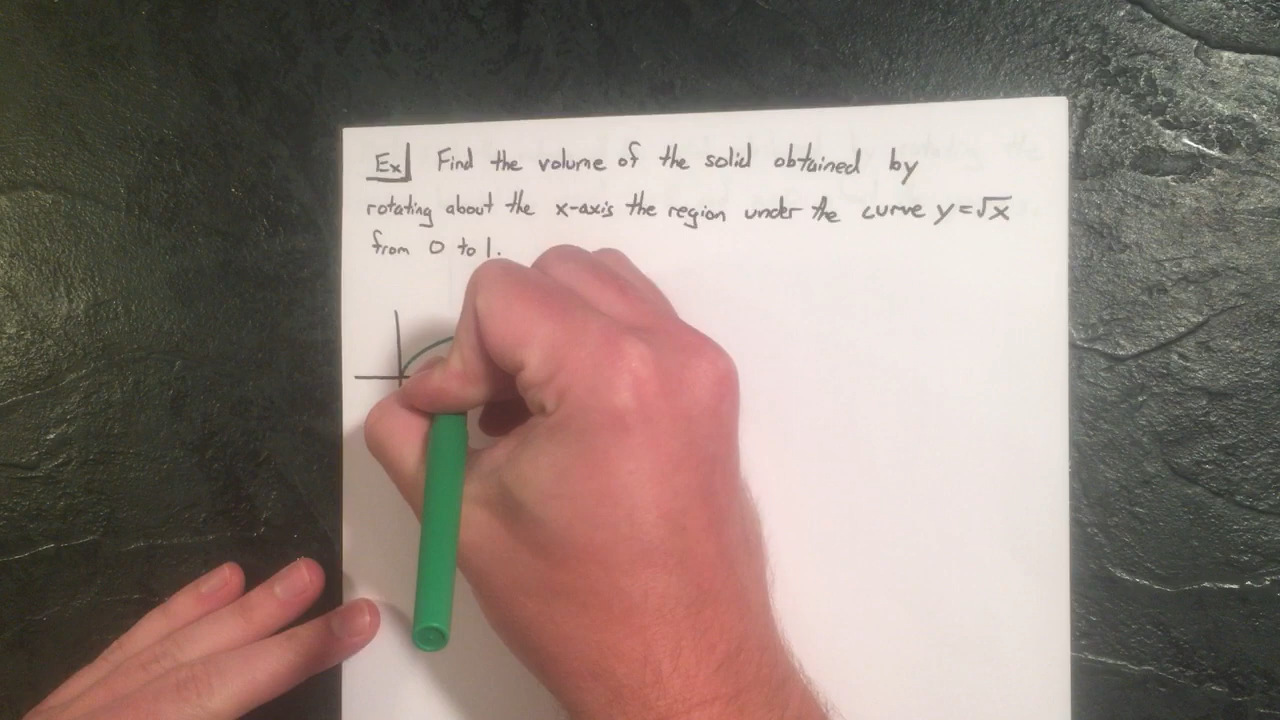 Ex Find the volume of the solid obtained by
rotating about the x-axis the region under the curve y=√x
from 0 to 1.